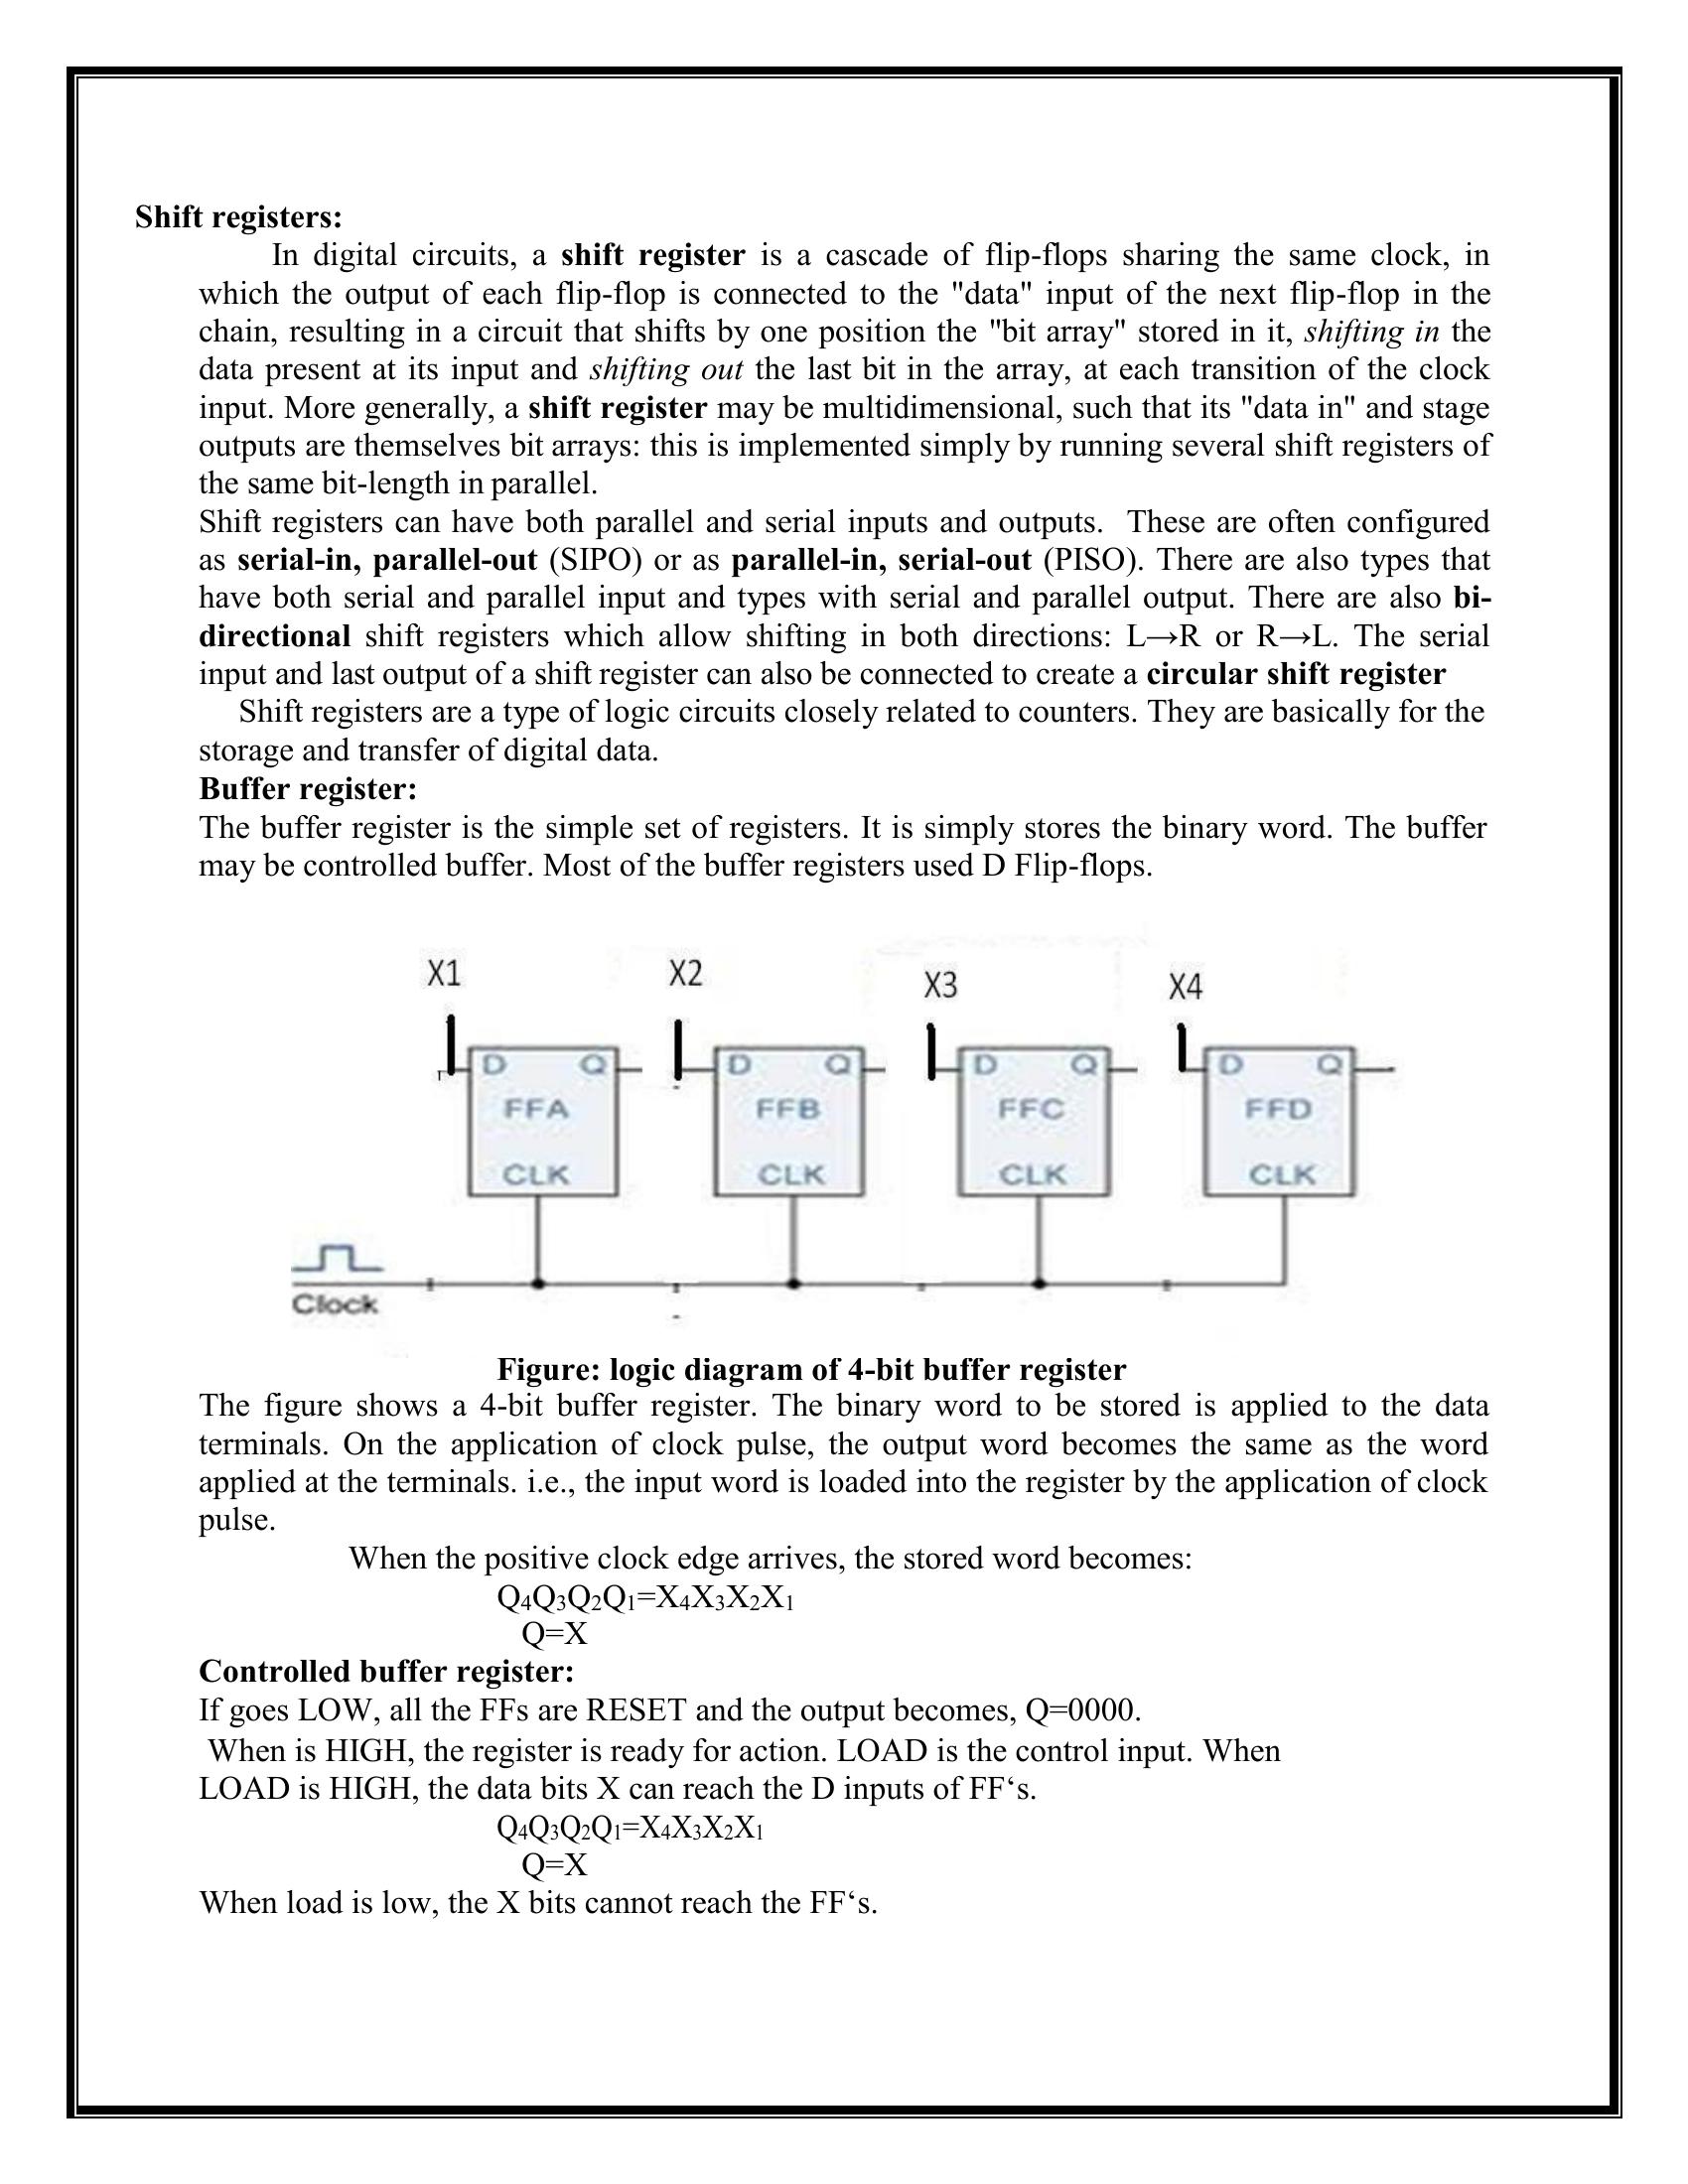 Shift registers:
In digital circuits, a shift register is a cascade of flip-flops sharing the same clock, in
which the output of each flip-flop is connected to the "data" input of the next flip-flop in the
chain, resulting in a circuit that shifts by one position the "bit array" stored in it, shifting in the
data present at its input and shifting out the last bit in the array, at each transition of the clock
input. More generally, a shift register may be multidimensional, such that its "data in" and stage
outputs are themselves bit arrays: this is implemented simply by running several shift registers of
the same bit-length in parallel.
Shift registers can have both parallel and serial inputs and outputs. These are often configured
as serial-in, parallel-out (SIPO) or as parallel-in, serial-out (PISO). There are also types that
have both serial and parallel input and types with serial and parallel output. There are also bi-
directional shift registers which allow shifting in both directions: L→R or R→L. The serial
input and last output of a shift register can also be connected to create a circular shift register
Shift registers are a type of logic circuits closely related to counters. They are basically for the
storage and transfer of digital data.
Buffer register:
The buffer register is the simple set of registers. It is simply stores the binary word. The buffer
may be controlled buffer. Most of the buffer registers used D Flip-flops.
X1 X2 X3 X4
D Q D Q D Q D Q
FFA FFB FFC FFD
CLK CLK CLK CLK
Clock
Figure: logic diagram of 4-bit buffer register
The figure shows a 4-bit buffer register. The binary word to be stored is applied to the data
terminals. On the application of clock pulse, the output word becomes the same as the word
applied at the terminals. i.e., the input word is loaded into the register by the application of clock
pulse.
When the positive clock edge arrives, the stored word becomes:
Q₄Q₃Q₂Q₁=X₄X₃X₂X₁
Q=X
Controlled buffer register:
If goes LOW, all the FFs are RESET and the output becomes, Q=0000.
When is HIGH, the register is ready for action. LOAD is the control input. When
LOAD is HIGH, the data bits X can reach the D inputs of FF‘s.
Q₄Q₃Q₂Q₁=X₄X₃X₂X₁
Q=X
When load is low, the X bits cannot reach the FF‘s.